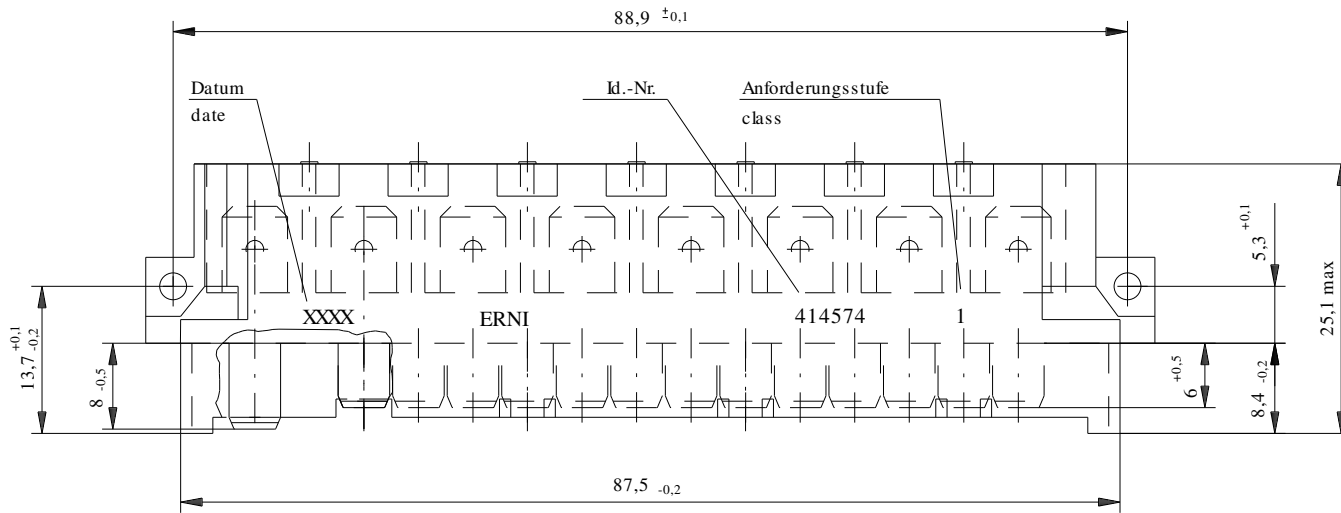 88,9 ±0,1
Datum
date
Id.-Nr.
Anforderungsstufe
class
5,3 +0,1
25,1 max
XXXX ERNI 414574 1
13,7 +0,1 -0,2
8 -0,5
6 +0,5
8,4 -0,2
87,5 -0,2